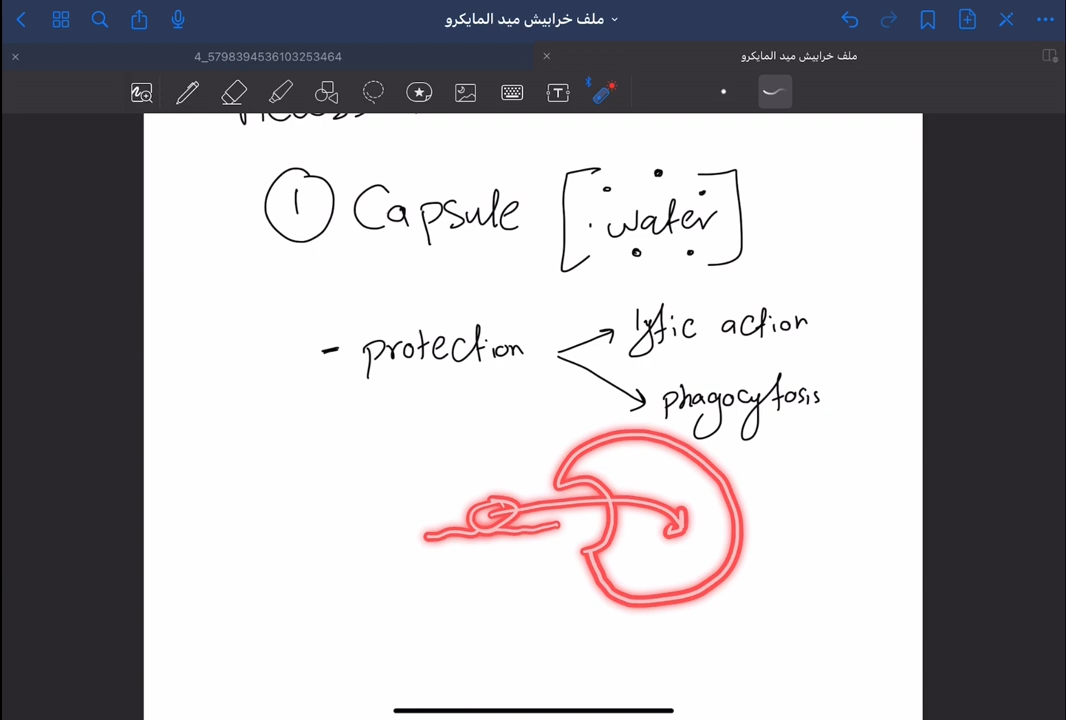 ملف خرابيش ميد المايكرو
4_5798394536103253464
ملف خرابيش ميد المايكرو
T
1 Capsule [water]
- protection
lytic action
phagocytosis